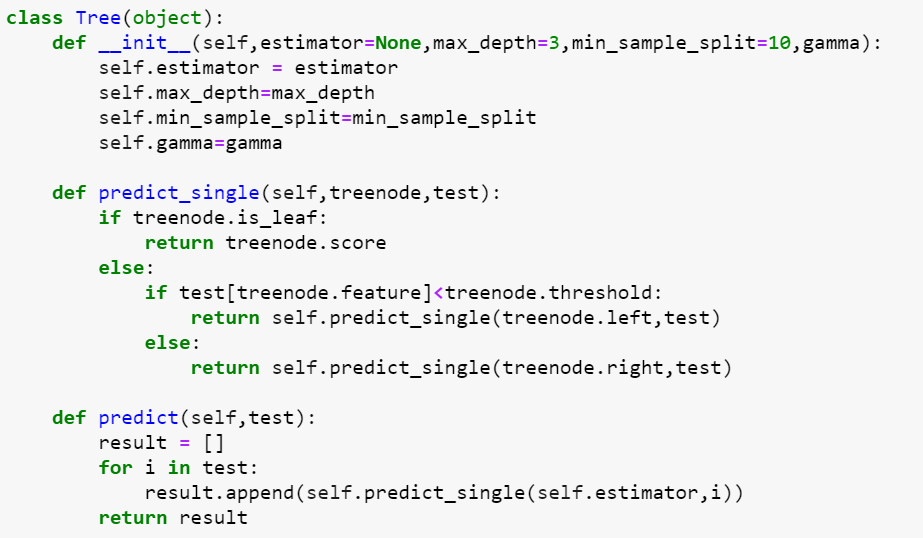 class Tree(object):
    def __init__(self,estimator=None,max_depth=3,min_sample_split=10,gamma):
        self.estimator = estimator
        self.max_depth=max_depth
        self.min_sample_split=min_sample_split
        self.gamma=gamma

    def predict_single(self,treenode,test):
        if treenode.is_leaf:
            return treenode.score
        else:
            if test[treenode.feature]<treenode.threshold:
                return self.predict_single(treenode.left,test)
            else:
                return self.predict_single(treenode.right,test)

    def predict(self,test):
        result = []
        for i in test:
            result.append(self.predict_single(self.estimator,i))
        return result